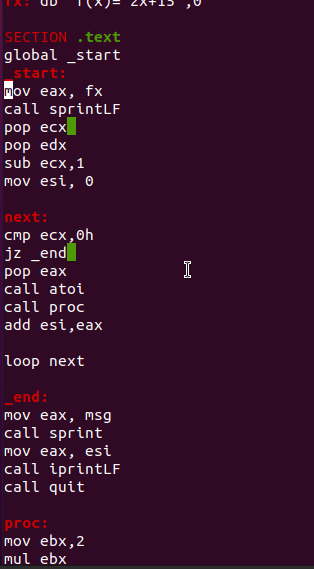 fx: db 'f(x)= 2x+15',0
SECTION .text
global _start
_start:
mov eax, fx
call sprintLF
pop ecx
pop edx
sub ecx,1
mov esi, 0
next:
cmp ecx,0h
jz _end
pop eax
call atoi
call proc
add esi,eax
loop next
_end:
mov eax, msg
call sprint
mov eax, esi
call iprintLF
call quit
proc:
mov ebx,2
mul ebx